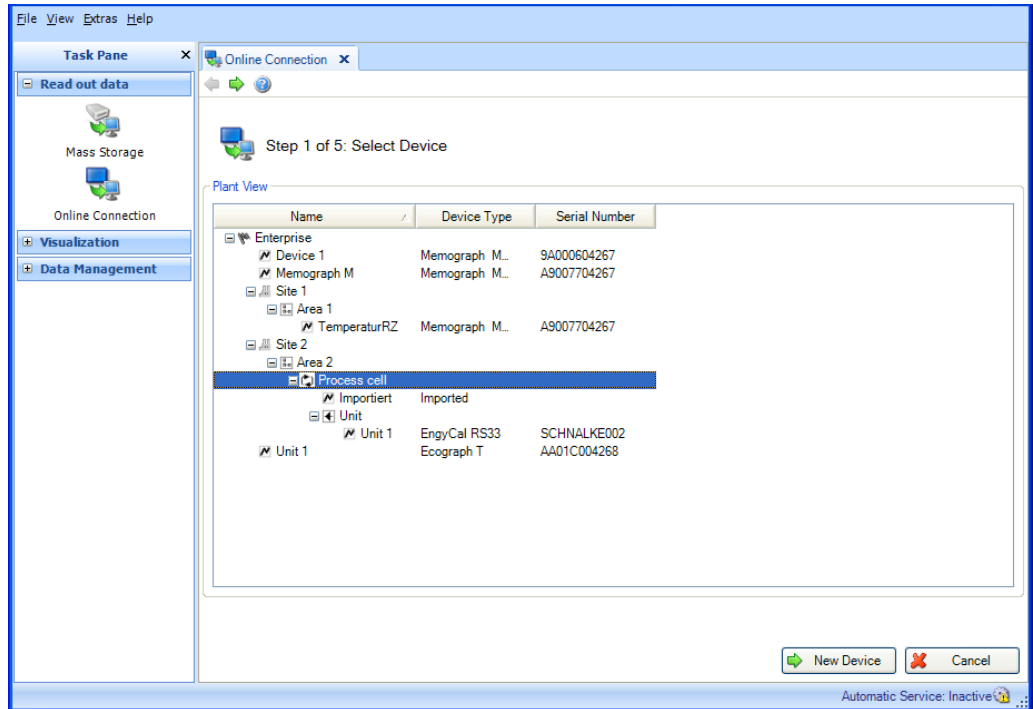 File View Extras Help
Task Pane
Online Connection
Read out data
Mass Storage
Online Connection
Visualization
Data Management
Step 1 of 5: Select Device
Plant View
Name Device Type Serial Number
Enterprise
Device 1 Memograph M... 9A000604267
Memograph M Memograph M... A9007704267
Site 1
Area 1
TemperaturRZ Memograph M... A9007704267
Site 2
Area 2
Process cell
Importiert Imported
Unit
Unit 1 EngyCal RS33 SCHNALKE002
Unit 1 Ecograph T AA01C004268
New Device Cancel
Automatic Service: Inactive